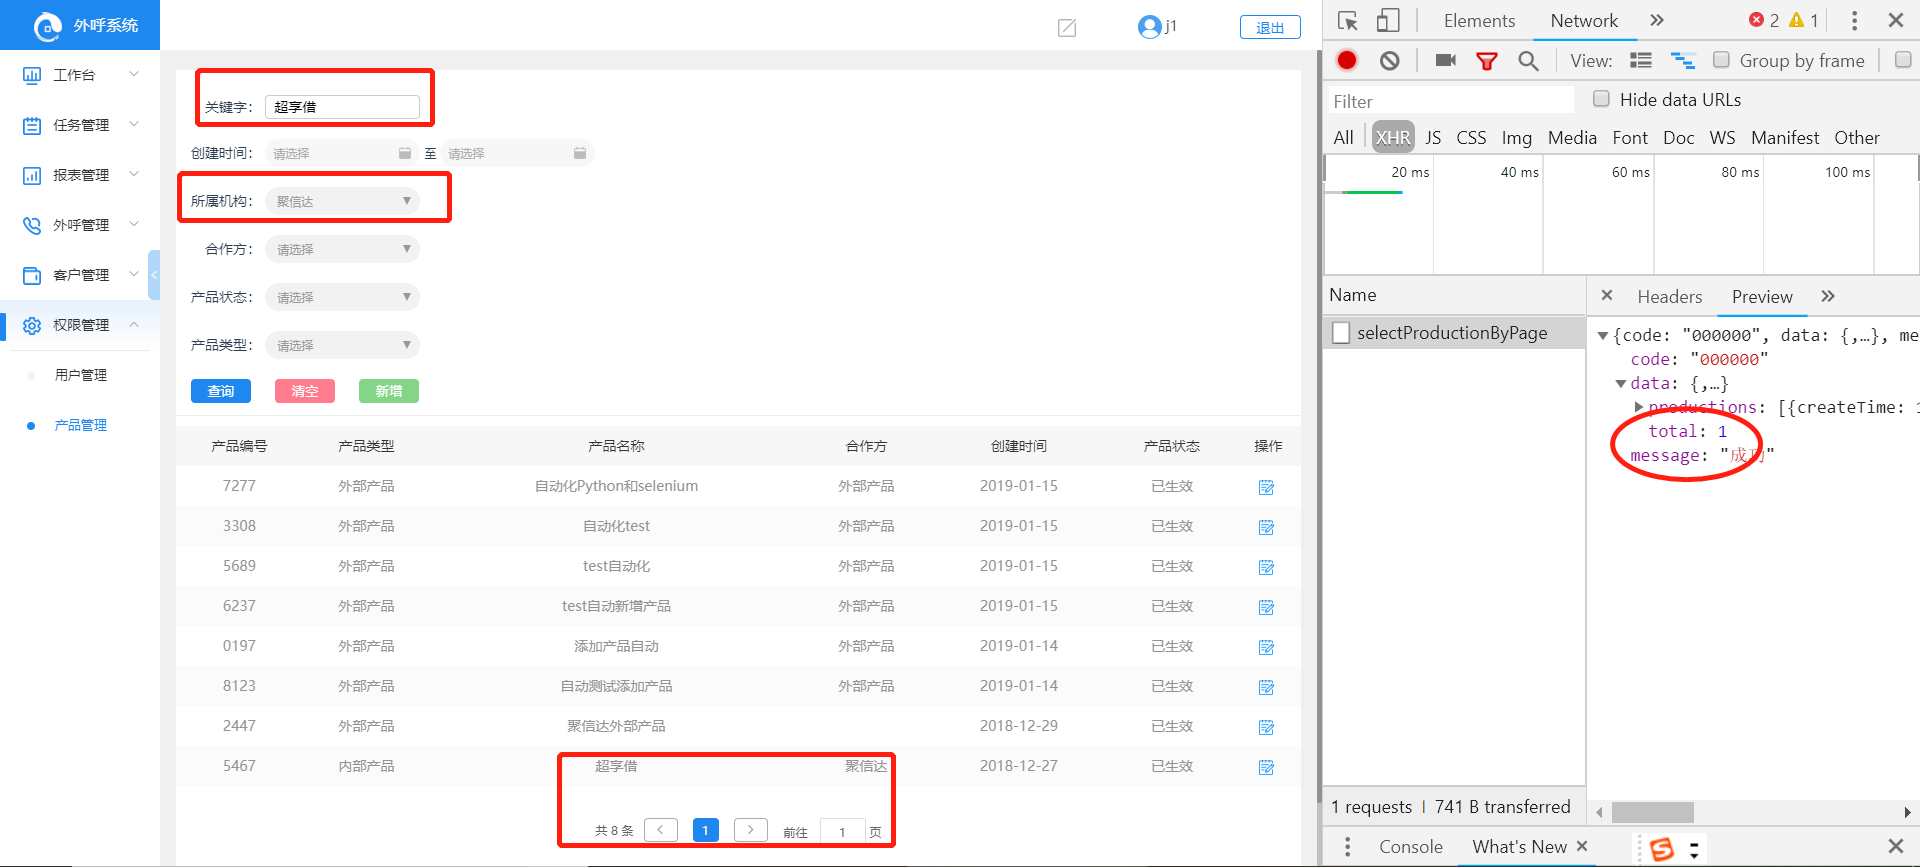 外呼系统
j1
退出
工作台
任务管理
报表管理
外呼管理
客户管理
权限管理
用户管理
产品管理
关键字: 超享借
创建时间: 请选择 至 请选择
所属机构: 聚信达
合作方: 请选择
产品状态: 请选择
产品类型: 请选择
查询 清空 新增
产品编号 产品类型 产品名称 合作方 创建时间 产品状态 操作
7277 外部产品 自动化Python和selenium 外部产品 2019-01-15 已生效
3308 外部产品 自动化test 外部产品 2019-01-15 已生效
5689 外部产品 test自动化 外部产品 2019-01-15 已生效
6237 外部产品 test自动新增产品 外部产品 2019-01-15 已生效
0197 外部产品 添加产品自动 外部产品 2019-01-14 已生效
8123 外部产品 自动测试添加产品 外部产品 2019-01-14 已生效
2447 外部产品 聚信达外部产品 2018-12-29 已生效
5467 内部产品 超享借 聚信达 2018-12-27 已生效
共 8 条 < 1 > 前往 1 页
Elements Network » 2 1
View: Group by frame
Filter Hide data URLs
All XHR JS CSS Img Media Font Doc WS Manifest Other
20 ms 40 ms 60 ms 80 ms 100 ms
Name
selectProductionByPage
× Headers Preview »
{code: "000000", data: {,…}, me
code: "000000"
data: {,…}
productions: [{createTime: 1
total: 1
message: "成功"
1 requests | 741 B transferred
Console What's New ×